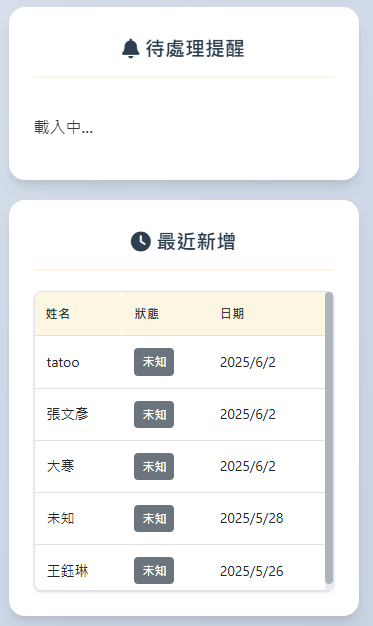 待處理提醒
載入中...
最近新增
姓名 狀態 日期
tatoo 未知 2025/6/2
張文彥 未知 2025/6/2
大寒 未知 2025/6/2
未知 未知 2025/5/28
王鈺琳 未知 2025/5/26